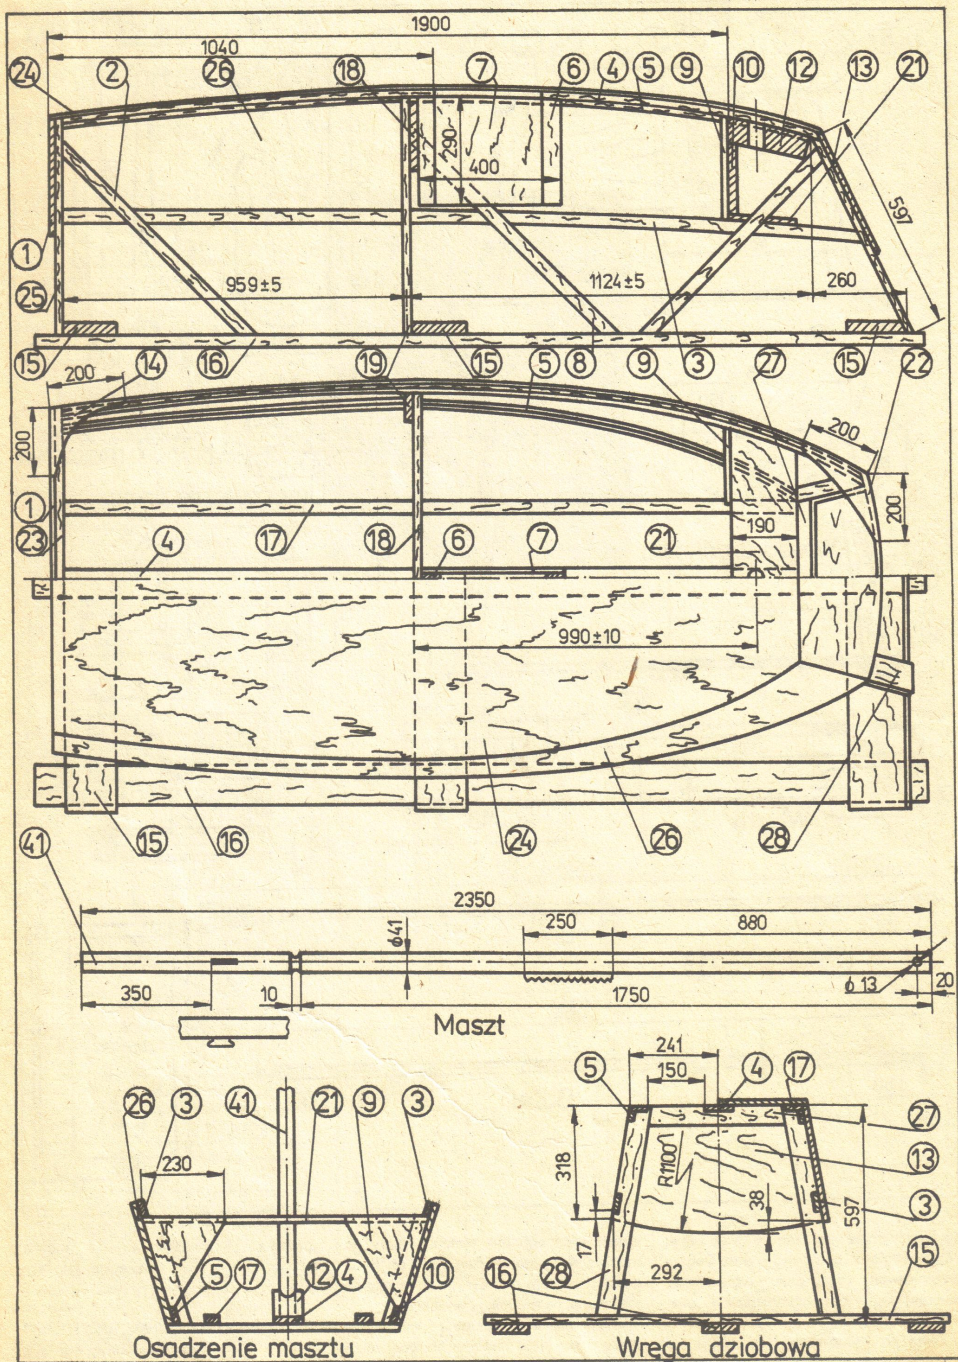 1900
1040
24 2 26 18 7 6 4 5 9 10 12 13 21
290
400
597
1
25
959±5 1124±5 260
15 14 16 19 15 5 8 9 3 27 15 22
200
200
200
200
1
23
4 17 18 6 7 21
190
990±10
15 16 24 26 28
41
2350
250 880
ϕ41
ϕ13
350 10 1750 20
Maszt
26 3 41 21 9 3
230
5 17 12 4 10
Osadzenie masztu
241
150
5 4 17
27
13
318
R1100
38
597
3
17
16 28 292 15
Wręga dziobowa